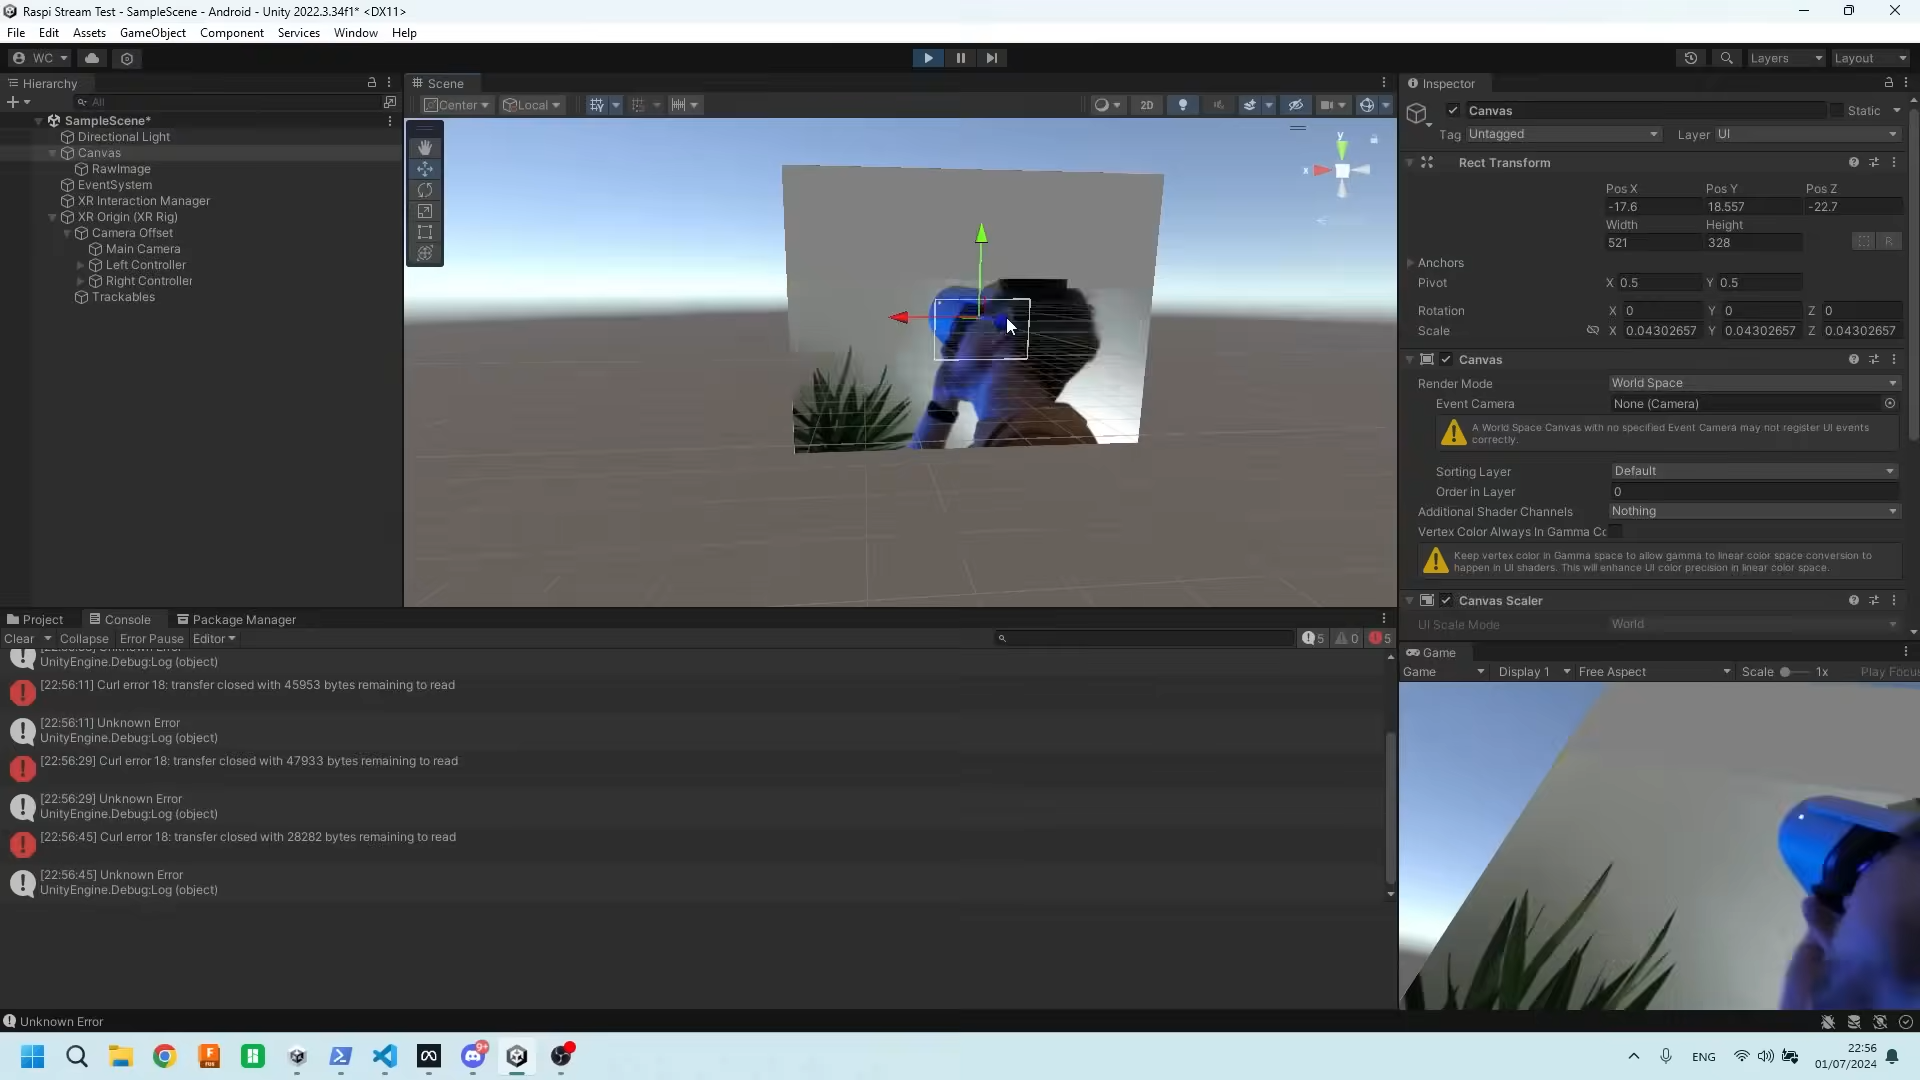 Raspi Stream Test - SampleScene - Android - Unity 2022.3.34f1* <DX11>
File Edit Assets GameObject Component Services Window Help
WC
Layers
Layout
Hierarchy
All
SampleScene*
Directional Light
Canvas
RawImage
EventSystem
XR Interaction Manager
XR Origin (XR Rig)
Camera Offset
Main Camera
Left Controller
Right Controller
Trackables
Scene
Center
Local
2D
y
x
Inspector
Canvas
Static
Tag Untagged
Layer UI
Rect Transform
Pos X Pos Y Pos Z
-17.6 18.557 -22.7
Width Height
521 328
R
Anchors
Pivot X 0.5 Y 0.5
Rotation X 0 Y 0 Z 0
Scale X 0.04302657 Y 0.04302657 Z 0.04302657
Canvas
Render Mode World Space
Event Camera None (Camera)
A World Space Canvas with no specified Event Camera may not register UI events
correctly.
Sorting Layer Default
Order in Layer 0
Additional Shader Channels Nothing
Vertex Color Always In Gamma Cc
Keep vertex color in Gamma space to allow gamma to linear color space conversion to
happen in UI shaders. This will enhance UI color precision in linear color space.
Canvas Scaler
UI Scale Mode World
Project Console Package Manager
Clear Collapse Error Pause Editor
5 0 5
UnityEngine.Debug:Log (object)
[22:56:11] Curl error 18: transfer closed with 45953 bytes remaining to read
[22:56:11] Unknown Error
UnityEngine.Debug:Log (object)
[22:56:29] Curl error 18: transfer closed with 47933 bytes remaining to read
[22:56:29] Unknown Error
UnityEngine.Debug:Log (object)
[22:56:45] Curl error 18: transfer closed with 28282 bytes remaining to read
[22:56:45] Unknown Error
UnityEngine.Debug:Log (object)
Game
Game Display 1 Free Aspect Scale 1x Play Focus
Unknown Error
9+
ENG
22:56
01/07/2024